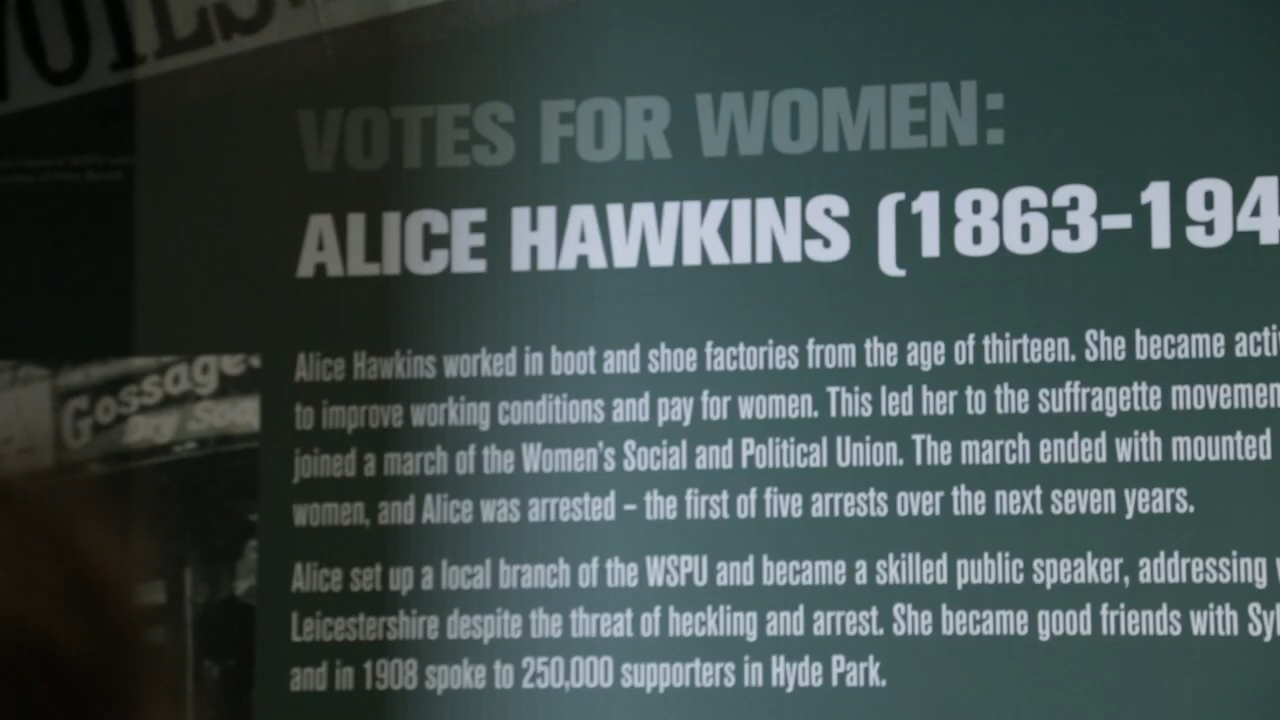 VOTES
VOTES FOR WOMEN:
ALICE HAWKINS (1863-194
Gossage
Dry Soa
Alice Hawkins worked in boot and shoe factories from the age of thirteen. She became acti
to improve working conditions and pay for women. This led her to the suffragette movemen
joined a march of the Women's Social and Political Union. The march ended with mounted
women, and Alice was arrested – the first of five arrests over the next seven years.
Alice set up a local branch of the WSPU and became a skilled public speaker, addressing
Leicestershire despite the threat of heckling and arrest. She became good friends with Syl
and in 1908 spoke to 250,000 supporters in Hyde Park.